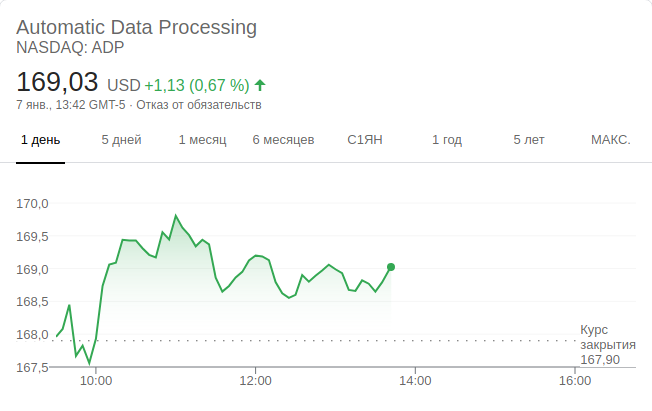 Automatic Data Processing
NASDAQ: ADP
169,03 USD +1,13 (0,67 %) ↑
7 янв., 13:42 GMT-5 · Отказ от обязательств
1 день 5 дней 1 месяц 6 месяцев С1ЯН 1 год 5 лет МАКС.
170,0
169,5
169,0
168,5
168,0
167,5
Курс
закрытия
167,90
10:00 12:00 14:00 16:00